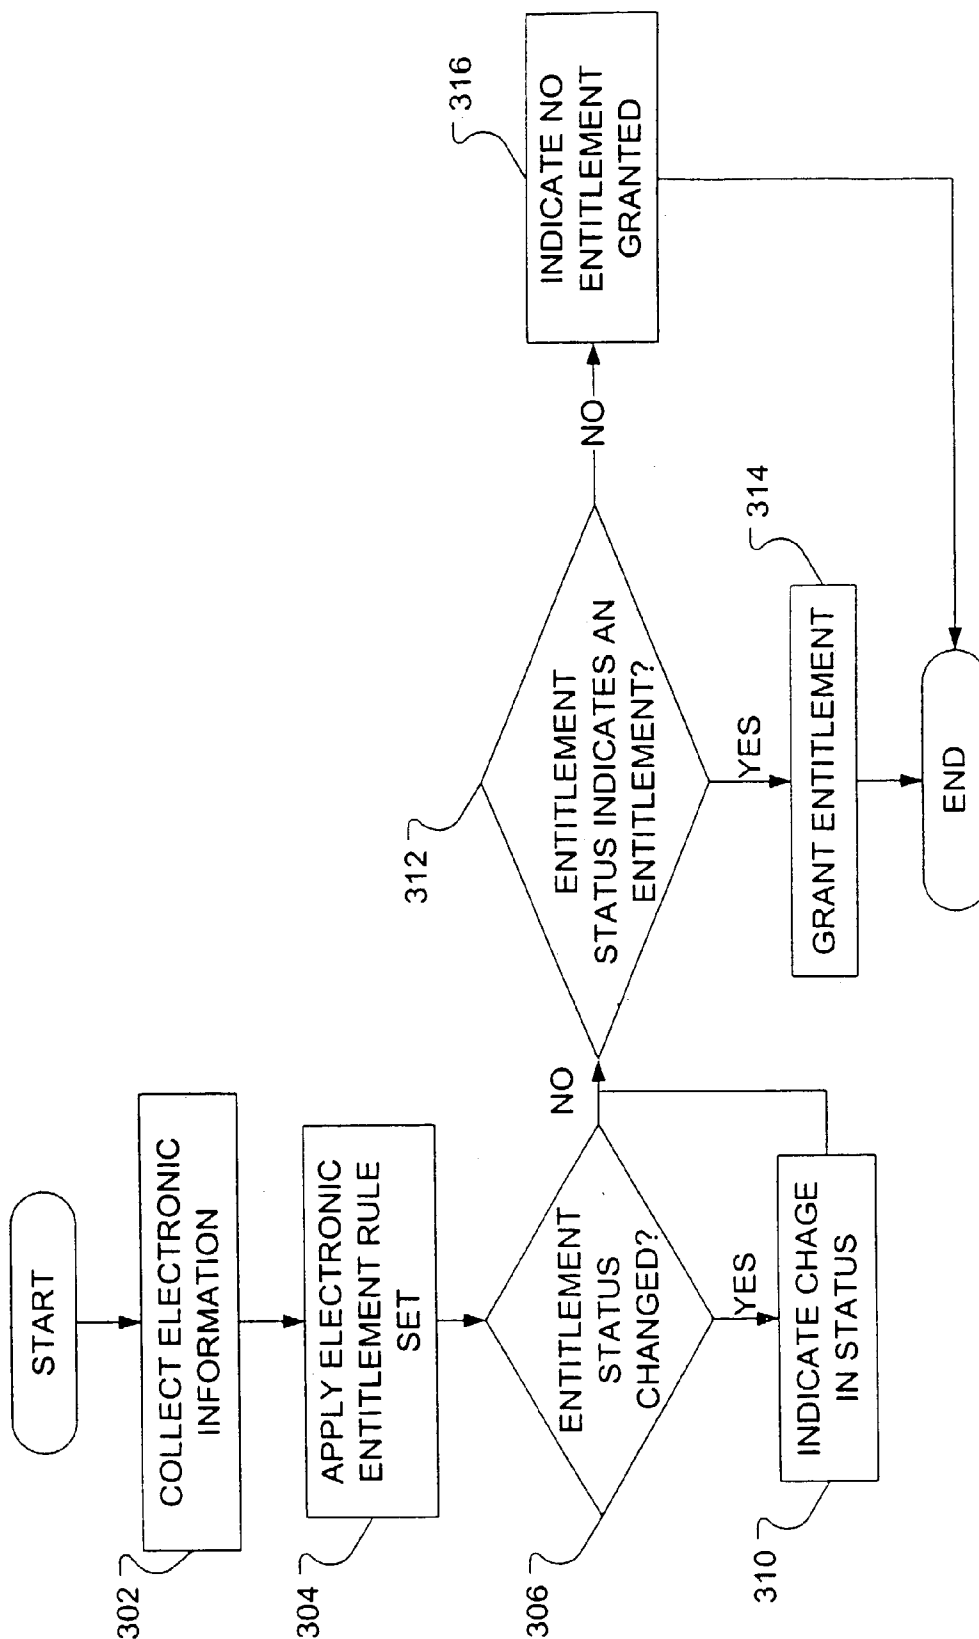 START
302
COLLECT ELECTRONIC
INFORMATION
304
APPLY ELECTRONIC
ENTITLEMENT RULE
SET
306
ENTITLEMENT
STATUS
CHANGED?
NO
YES
310
INDICATE CHAGE
IN STATUS
312
ENTITLEMENT
STATUS INDICATES AN
ENTITLEMENT?
NO
YES
314
GRANT ENTITLEMENT
316
INDICATE NO
ENTITLEMENT
GRANTED
END